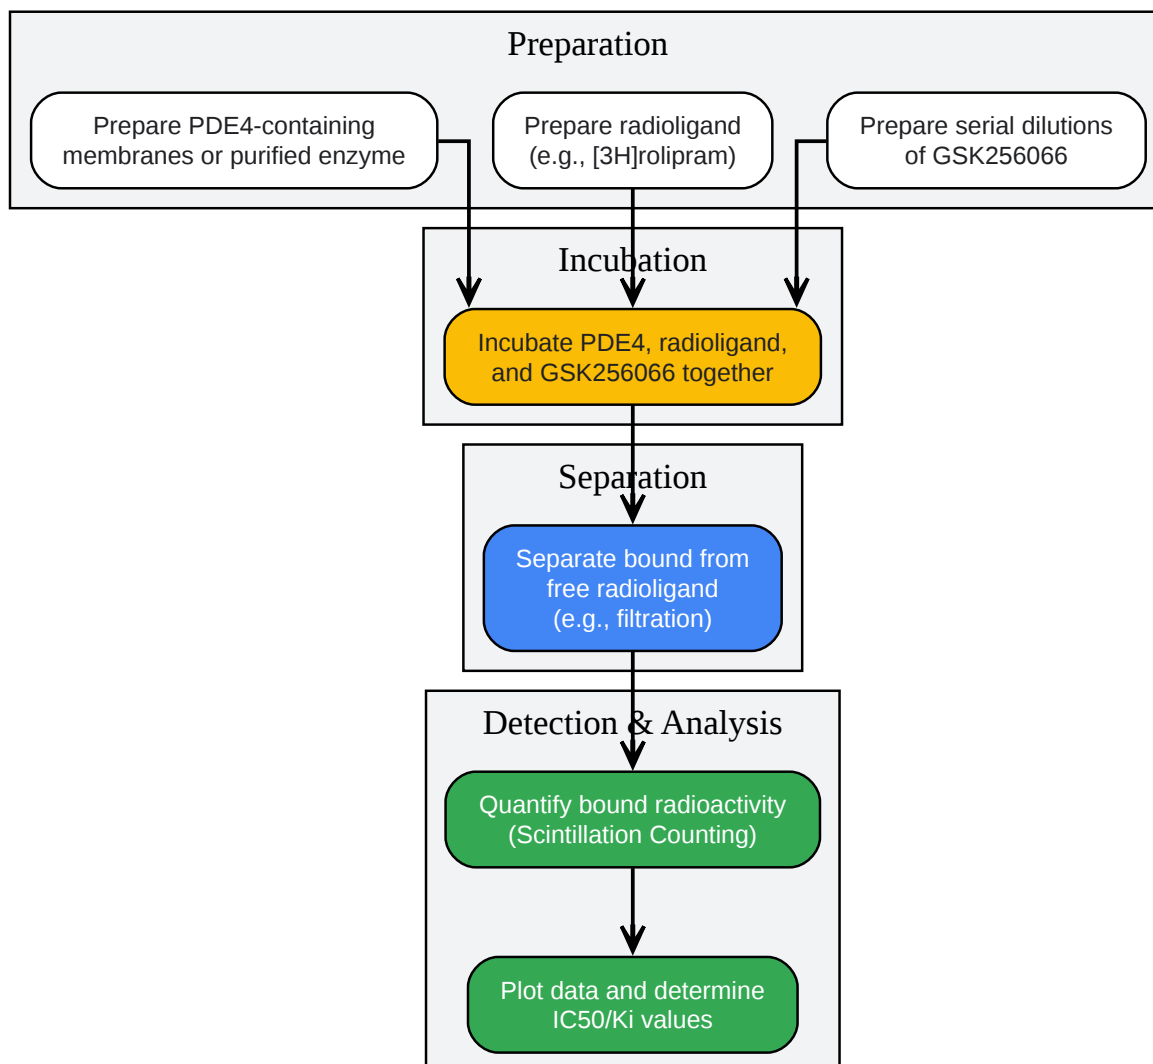 Preparation
Prepare PDE4-containing
membranes or purified enzyme
Prepare radioligand
(e.g., [3H]rolipram)
Prepare serial dilutions
of GSK256066
Incubation
Incubate PDE4, radioligand,
and GSK256066 together
Separation
Separate bound from
free radioligand
(e.g., filtration)
Detection & Analysis
Quantify bound radioactivity
(Scintillation Counting)
Plot data and determine
IC50/Ki values